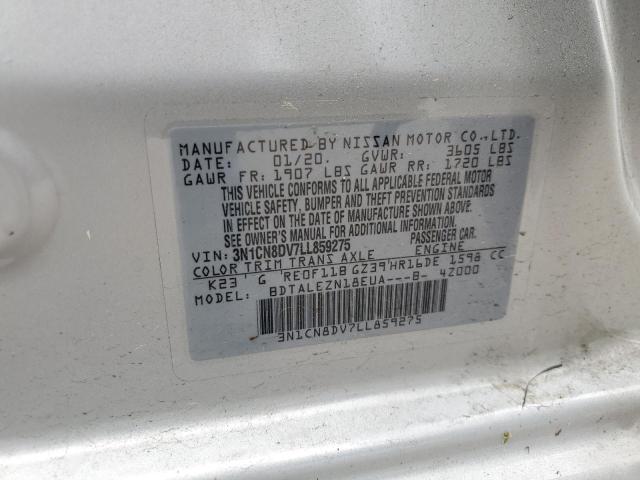 MANUFACTURED BY NISSAN MOTOR CO.,LTD.
DATE: 01/20. GVWR: 3605 LBS
GAWR FR: 1907 LBS GAWR RR: 1720 LBS
THIS VEHICLE CONFORMS TO ALL APPLICABLE FEDERAL MOTOR
VEHICLE SAFETY, BUMPER AND THEFT PREVENTION STANDARDS
IN EFFECT ON THE DATE OF MANUFACTURE SHOWN ABOVE.
SEE OWNER MANUAL FOR ADDITIONAL INFORMATION.
VIN: 3N1CN8DV7LL859275 PASSENGER CAR.
COLOR TRIM TRANS AXLE ENGINE
K23 G RE0F11B GZ39 HR16DE 1598 CC
MODEL: BDTALEZN18EUA---B- 4Z000
3N1CN8DV7LL859275